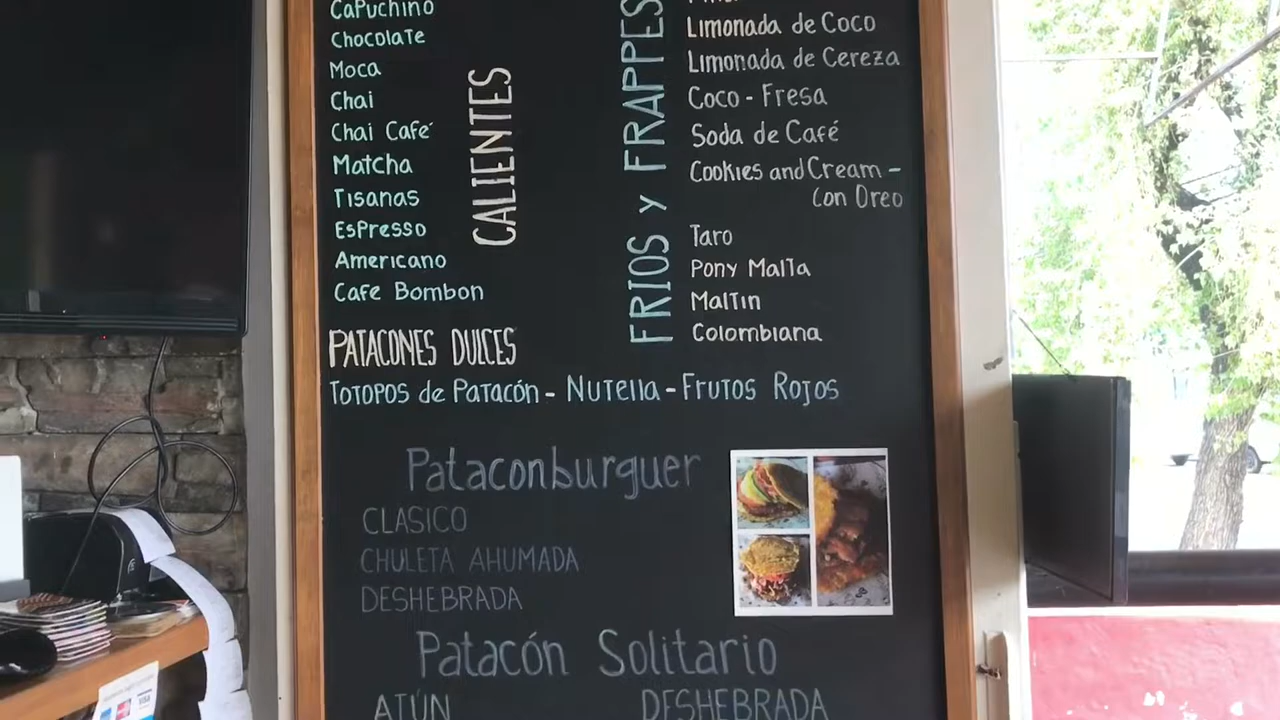 CaPuchino
Chocolate
Moca
Chai
Chai Café
Matcha
Tisanas
Espresso
Americano
Cafe Bombon
CALIENTES
FRIOS y FRAPPES
Limonada de Coco
Limonada de Cereza
Coco - Fresa
Soda de Café
Cookies and Cream -
Con Oreo
Taro
Pony Malta
Maltin
Colombiana
PATACONES DULCES
TOTOPOS de PATACÓN - NUTElla - FRUTOS ROJOS
Pataconburguer
CLASICO
CHULETA AHUMADA
DESHEBRADA
Patacón Solitario
ATÚN DESHEBRADA
VISA